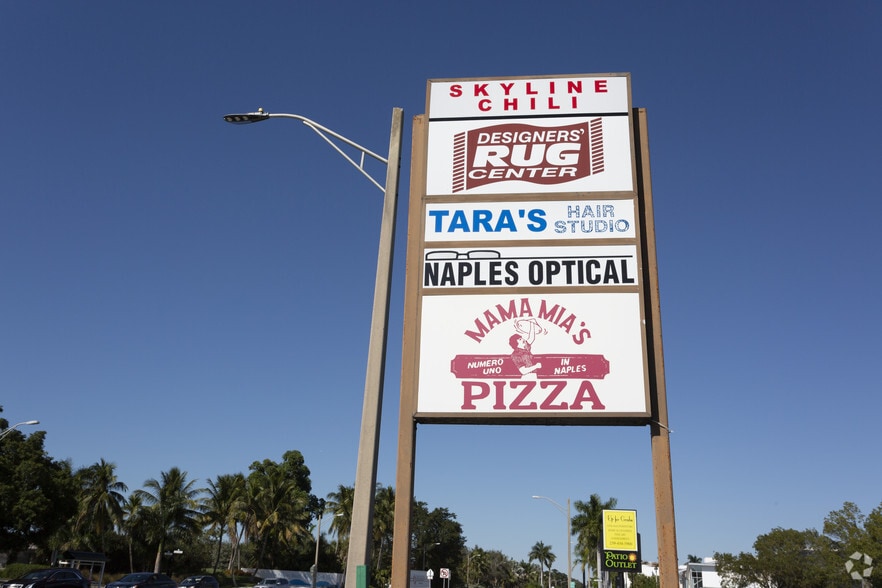 SKYLINE
CHILI
DESIGNERS'
RUG
CENTER
TARA'S HAIR
STUDIO
NAPLES OPTICAL
MAMA MIA'S
NUMERO IN
UNO NAPLES
PIZZA
PATIO
OUTLET